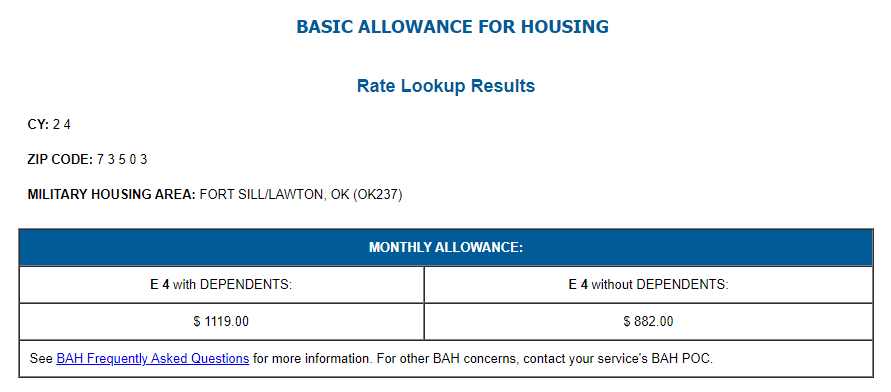 BASIC ALLOWANCE FOR HOUSING
Rate Lookup Results
CY: 2 4
ZIP CODE: 7 3 5 0 3
MILITARY HOUSING AREA: FORT SILL/LAWTON, OK (OK237)
MONTHLY ALLOWANCE:
E 4 with DEPENDENTS: E 4 without DEPENDENTS:
$ 1119.00 $ 882.00
See BAH Frequently Asked Questions for more information. For other BAH concerns, contact your service's BAH POC.